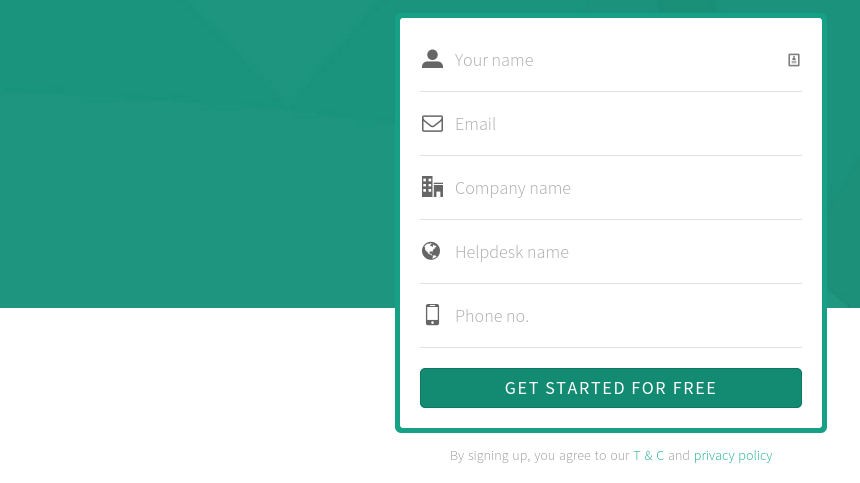 Your name
Email
Company name
Helpdesk name
Phone no.
GET STARTED FOR FREE
By signing up, you agree to our T & C and privacy policy